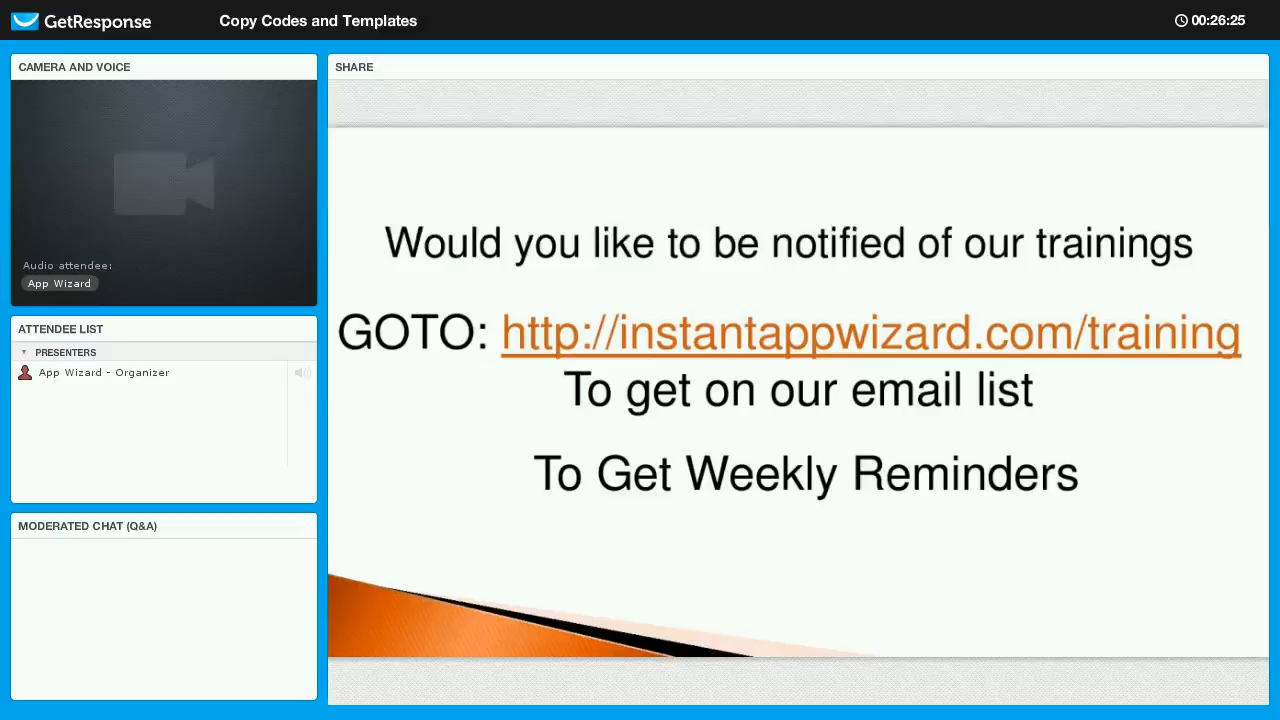 GetResponse
Copy Codes and Templates
00:26:25
CAMERA AND VOICE
Audio attendee:
App Wizard
ATTENDEE LIST
PRESENTERS
App Wizard - Organizer
MODERATED CHAT (Q&A)
SHARE
Would you like to be notified of our trainings
GOTO: http://instantappwizard.com/training
To get on our email list
To Get Weekly Reminders